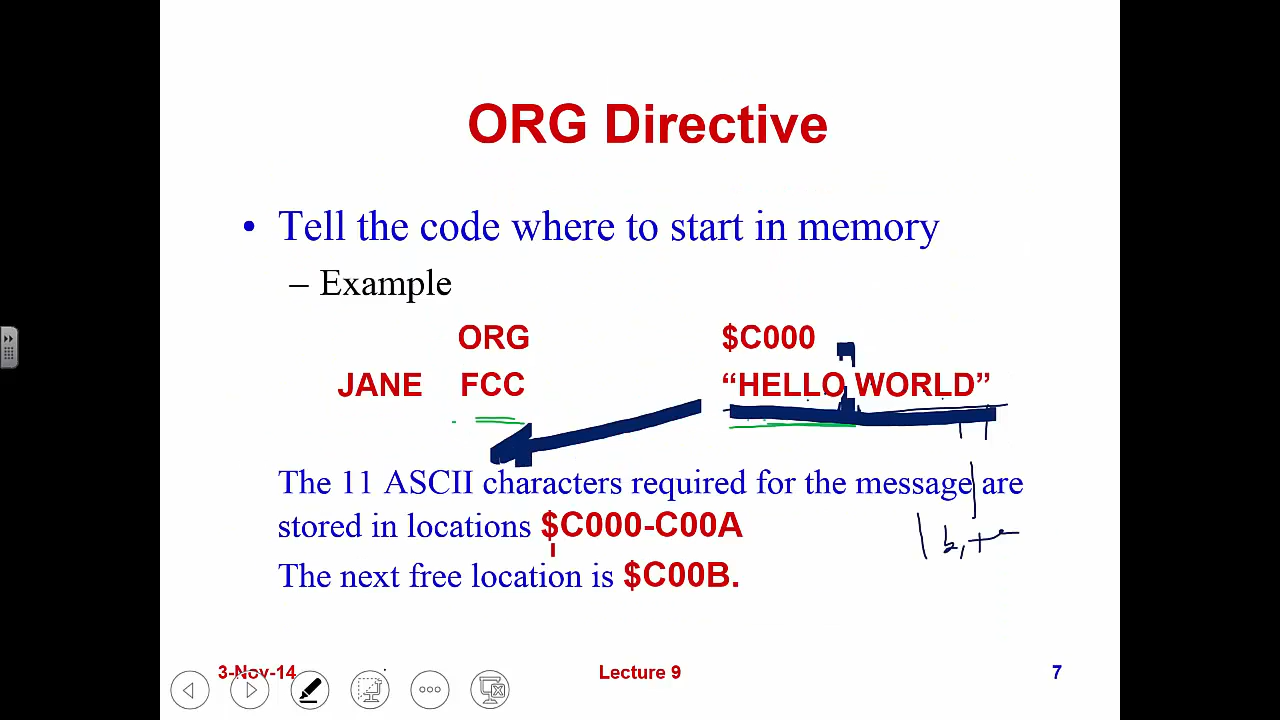 ORG Directive
• Tell the code where to start in memory
– Example
ORG $C000
JANE FCC “HELLO WORLD”
The 11 ASCII characters required for the message are
stored in locations $C000-C00A
1 byte
The next free location is $C00B.
3-Nov-14 Lecture 9 7